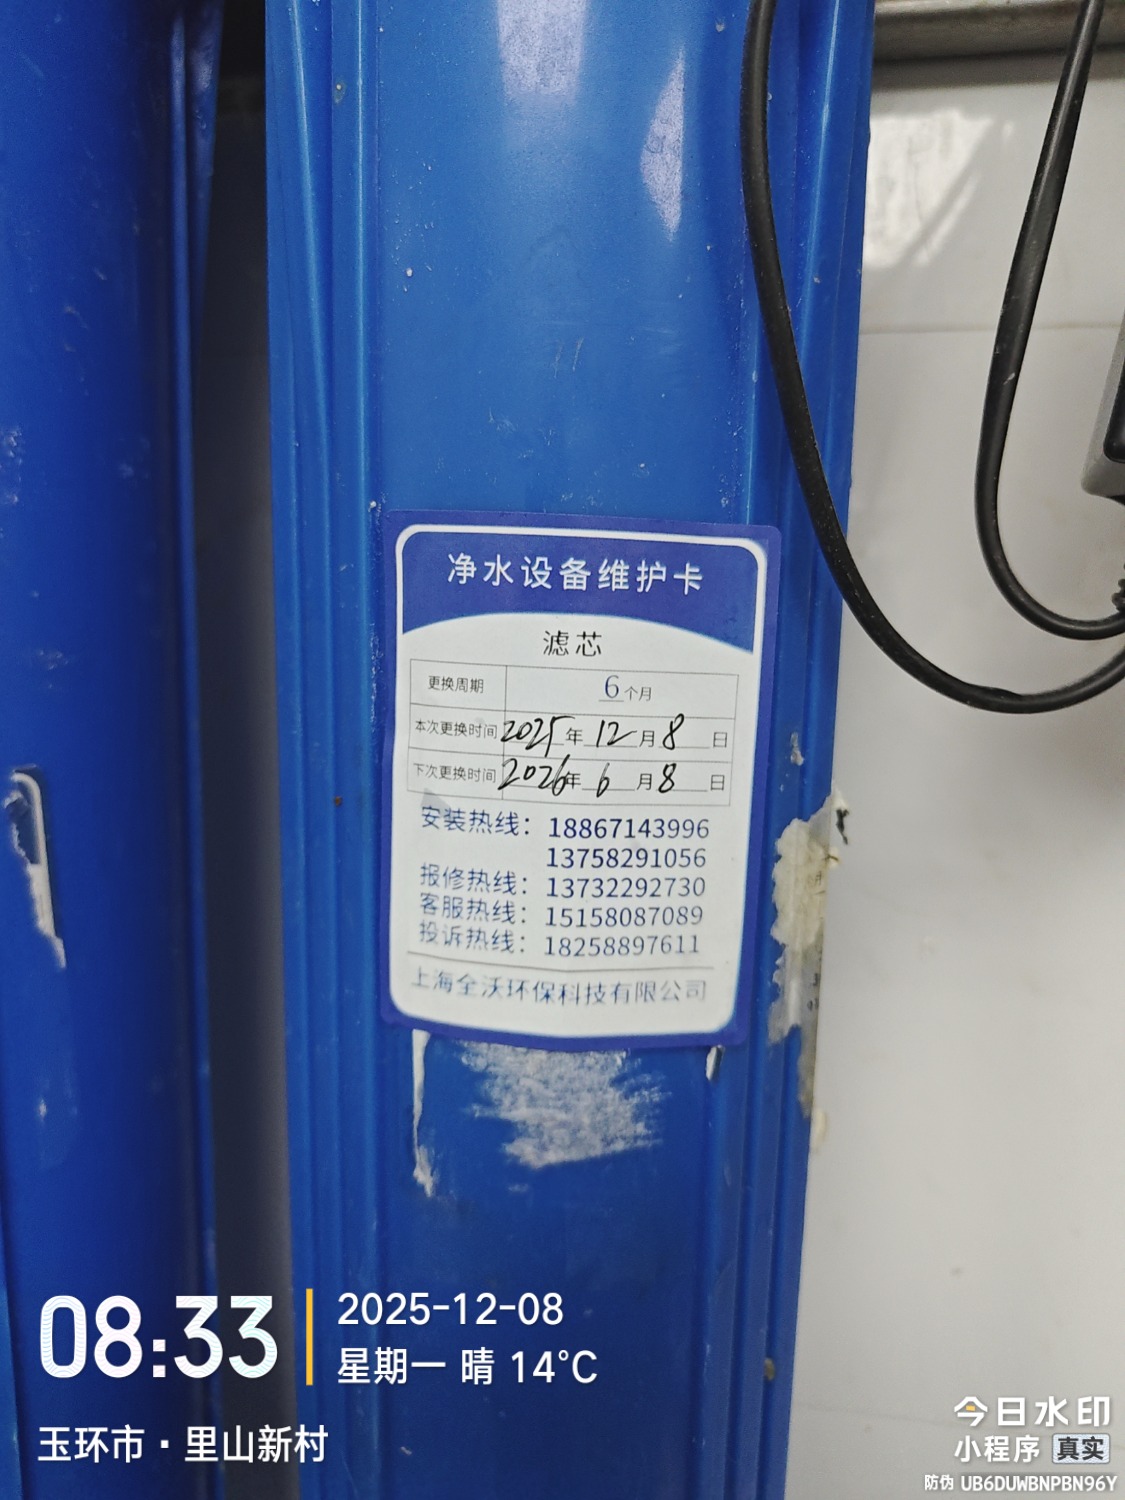 净水设备维护卡
滤芯
更换周期 6个月
本次更换时间 2025年12月8日
下次更换时间 2026年6月8日
安装热线：18867143996
13758291056
报修热线：13732292730
客服热线：15158087089
投诉热线：18258897611
上海全沃环保科技有限公司
08:33
2025-12-08
星期一 晴 14°C
玉环市·里山新村
今日水印
小程序 真实
防伪 UB6DUWBNPBN96Y